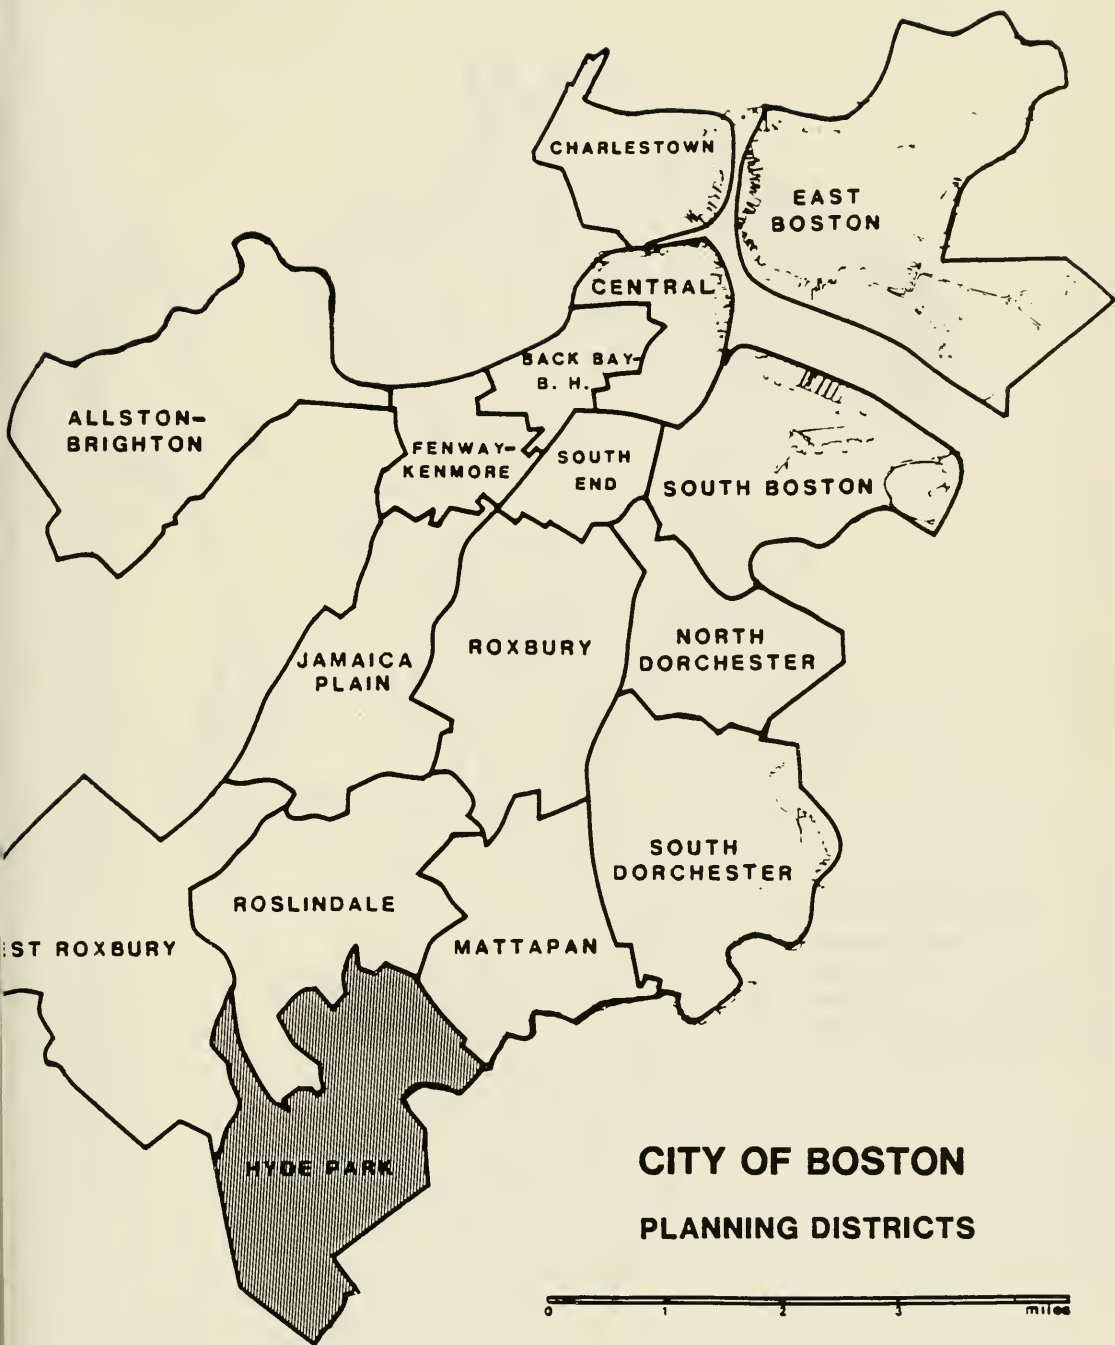 CHARLESTOWN
EAST
BOSTON
CENTRAL
BACK BAY-
B. H.
ALLSTON-
BRIGHTON
FENWAY-
KENMORE
SOUTH
END
SOUTH BOSTON
JAMAICA
PLAIN
ROXBURY
NORTH
DORCHESTER
SOUTH
DORCHESTER
ROSLINDALE
ST ROXBURY
MATTAPAN
HYDE PARK
CITY OF BOSTON
PLANNING DISTRICTS
0 1 2 3 miles